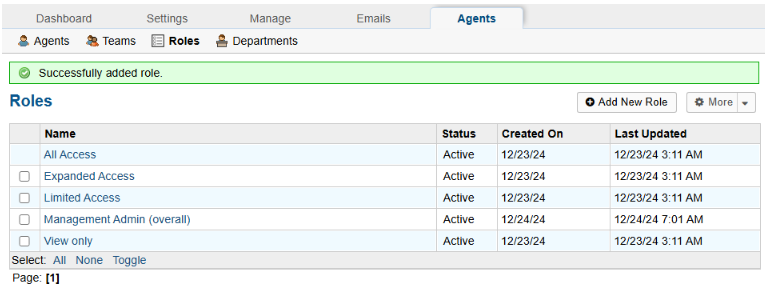 Dashboard Settings Manage Emails Agents
Agents Teams Roles Departments
Successfully added role.
Roles Add New Role More
Name Status Created On Last Updated
All Access Active 12/23/24 12/23/24 3:11 AM
Expanded Access Active 12/23/24 12/23/24 3:11 AM
Limited Access Active 12/23/24 12/23/24 3:11 AM
Management Admin (overall) Active 12/24/24 12/24/24 7:01 AM
View only Active 12/23/24 12/23/24 3:11 AM
Select: All None Toggle
Page: [1]